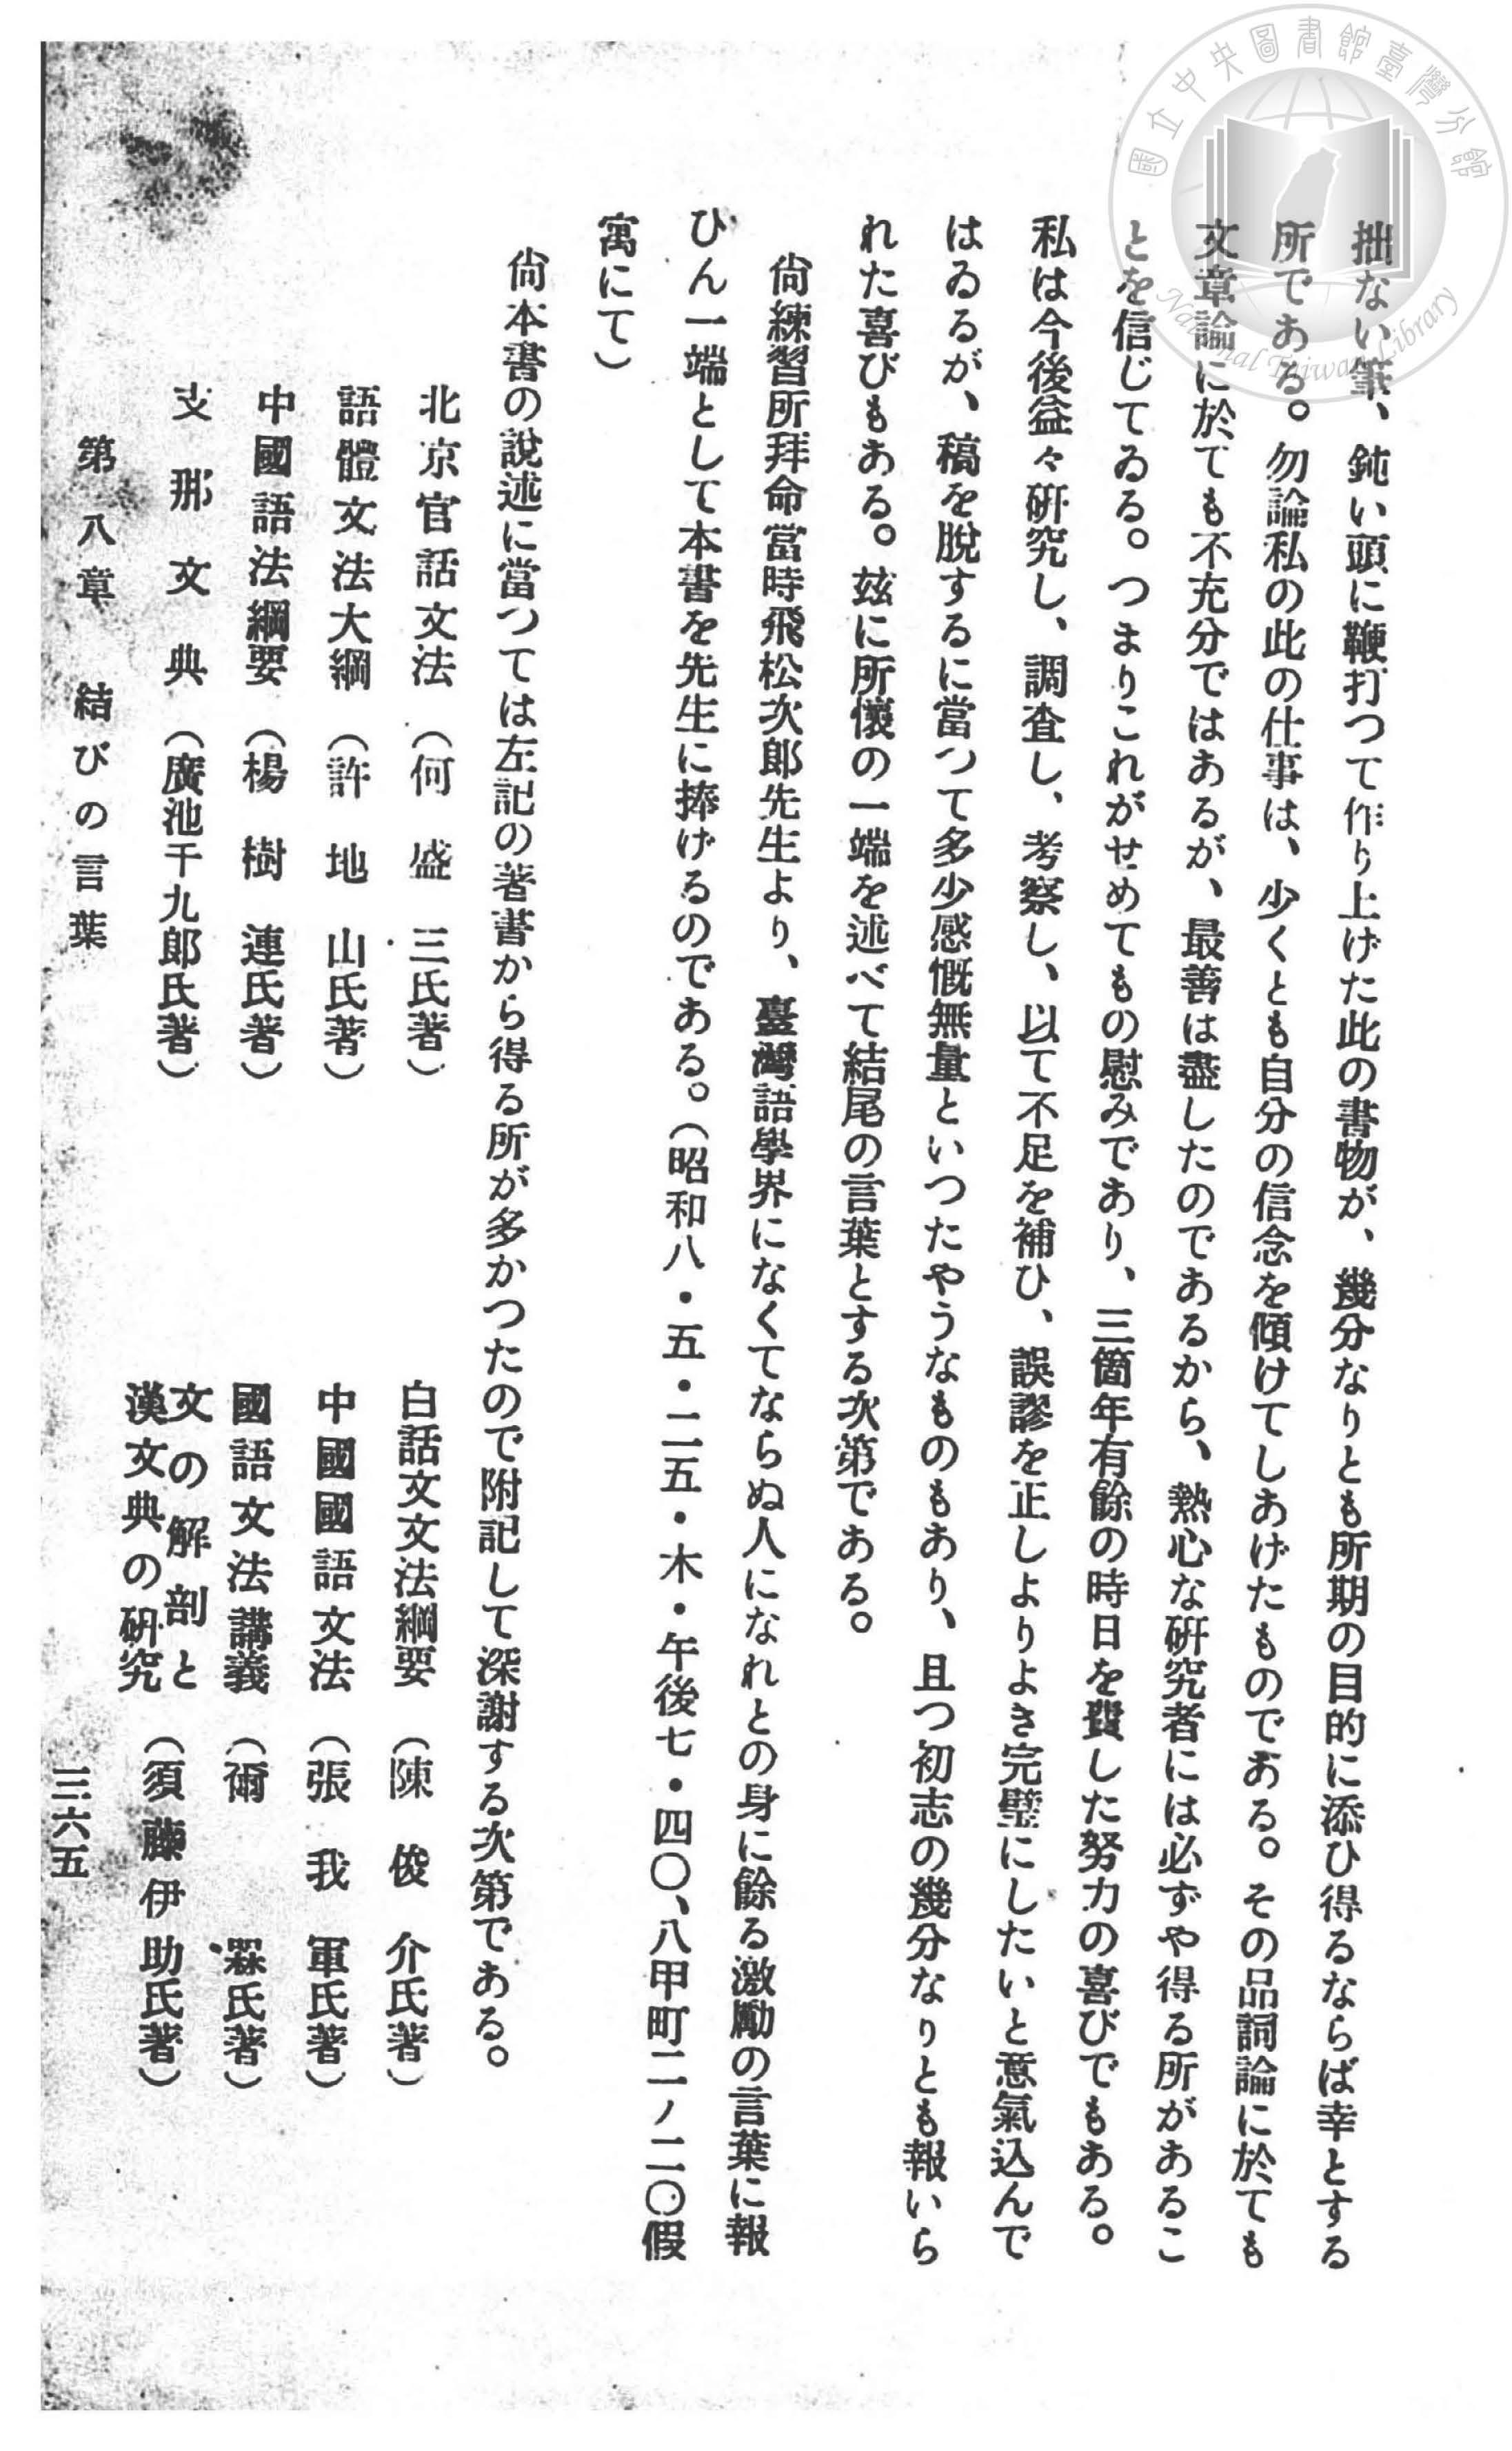 國立中央圖書館臺灣分館
National Taiwan Library
拙ない筆、鈍い頭に鞭打つて作り上げた此の書物が、幾分なりとも所期の目的に添ひ得るならば幸とする
所である。勿論私の此の仕事は、少くとも自分の信念を傾けてしあげたものである。その品詞論に於ても
文章論に於ても不充分ではあるが、最善は盡したのであるから、熱心な研究者には必ずや得る所があるこ
とを信じてゐる。つまりこれがせめてもの慰みであり、三箇年有餘の時日を費した努力の喜びでもある。
私は今後益々研究し、調査し、考察し、以て不足を補ひ、誤謬を正しよりよき完璧にしたいと意氣込んで
はゐるが、稿を脫するに當つて多少感慨無量といつたやうなものもあり、且つ初志の幾分なりとも報いら
れた喜びもある。玆に所懷の一端を述べて結尾の言葉とする次第である。
尙練習所拜命當時飛松次郎先生より、臺灣語學界になくてならぬ人になれとの身に餘る激勵の言葉に報
ひん一端として本書を先生に捧げるのである。(昭和八・五・二五・木・午後七・四〇、八甲町二ノ二〇假
寓にて)
尙本書の說述に當つては左記の著書から得る所が多かつたので附記して深謝する次第である。
北京官話文法(何盛三氏著)
白話文文法綱要(陳俊介氏著)
語體文法大綱(許地山氏著)
中國國語文法(張我軍氏著)
中國語法綱要(楊樹連氏著)
國語文法講義(爾槑氏著)
支那文典(廣池千九郎氏著)
文の解剖と
漢文典の研究(須藤伊助氏著)
第八章 結びの言葉
三六五